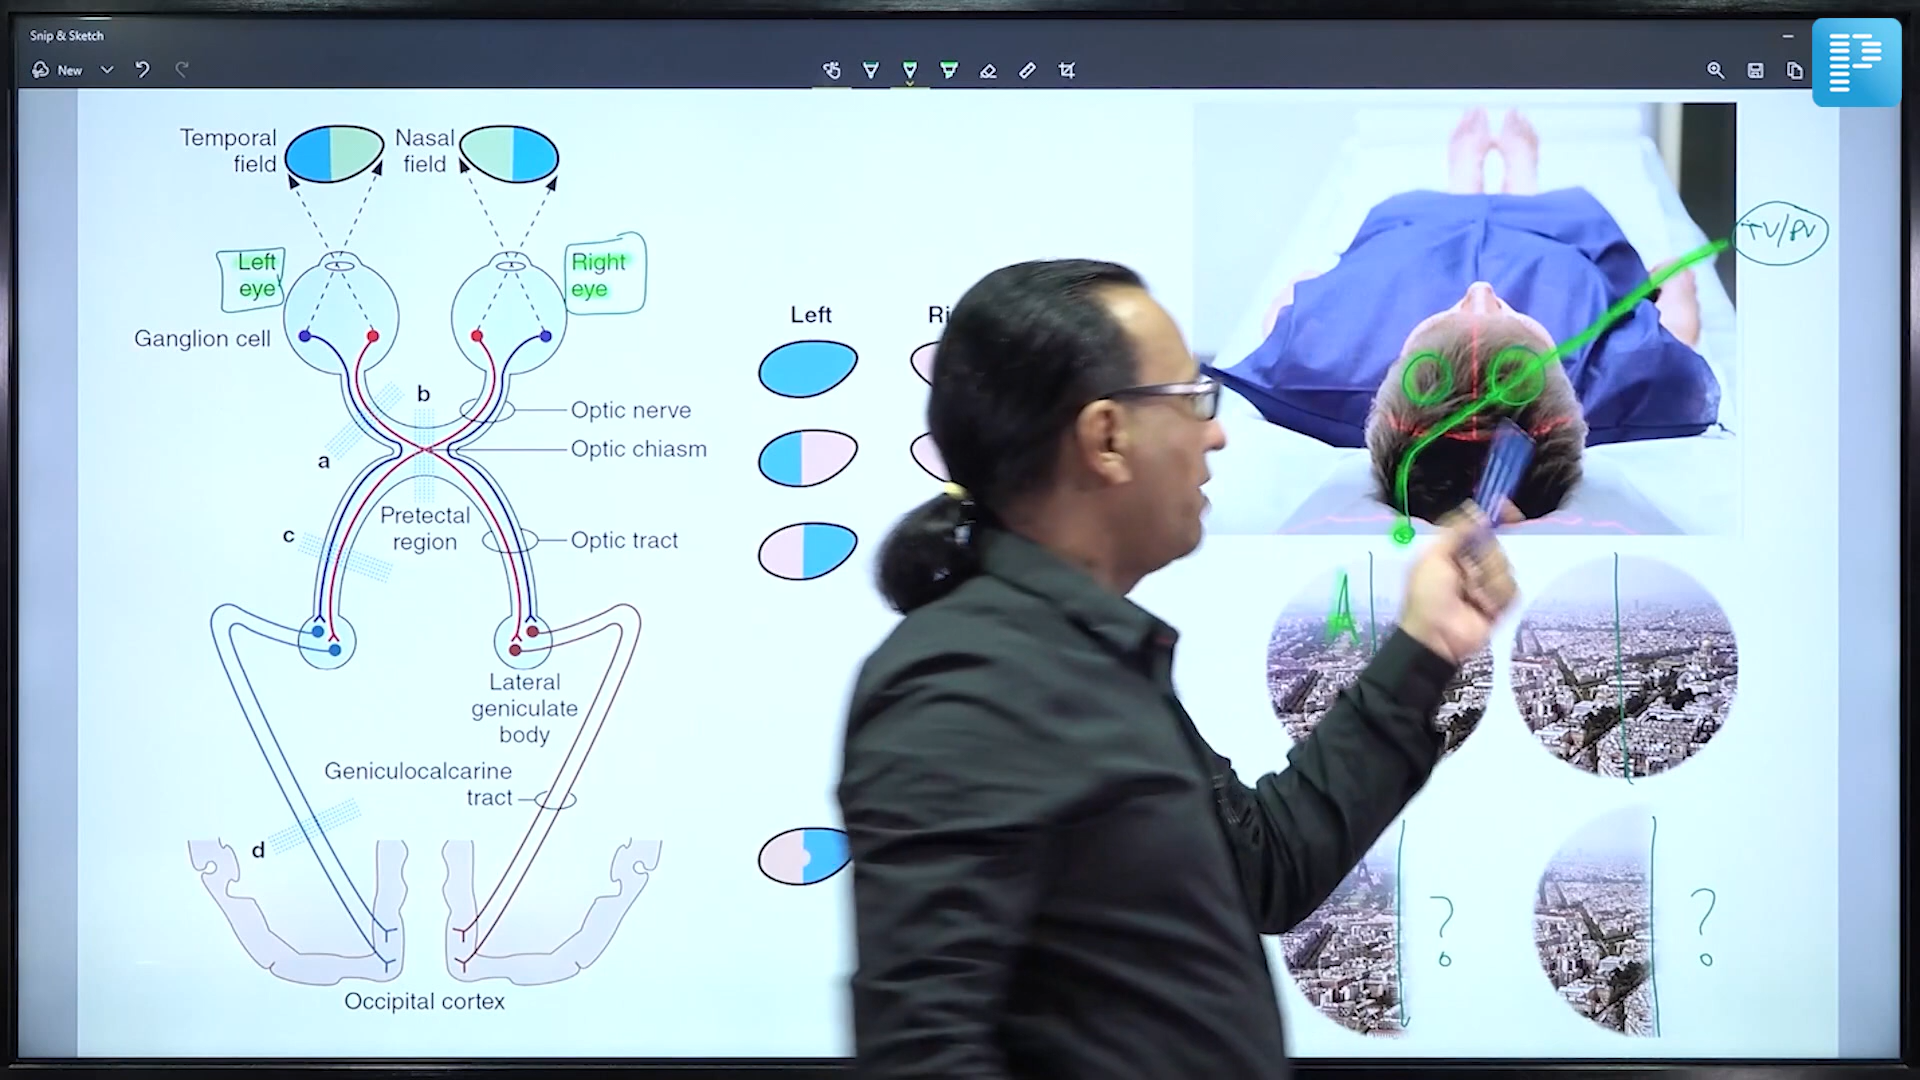 Snip & Sketch
New
Temporal
field
Nasal
field
Left
eye
Right
eye
Ganglion cell
b
Optic nerve
a
Optic chiasm
Pretectal
region
c
Optic tract
Lateral
geniculate
body
Geniculocalcarine
tract
d
Occipital cortex
Left
TV/PV
?
?